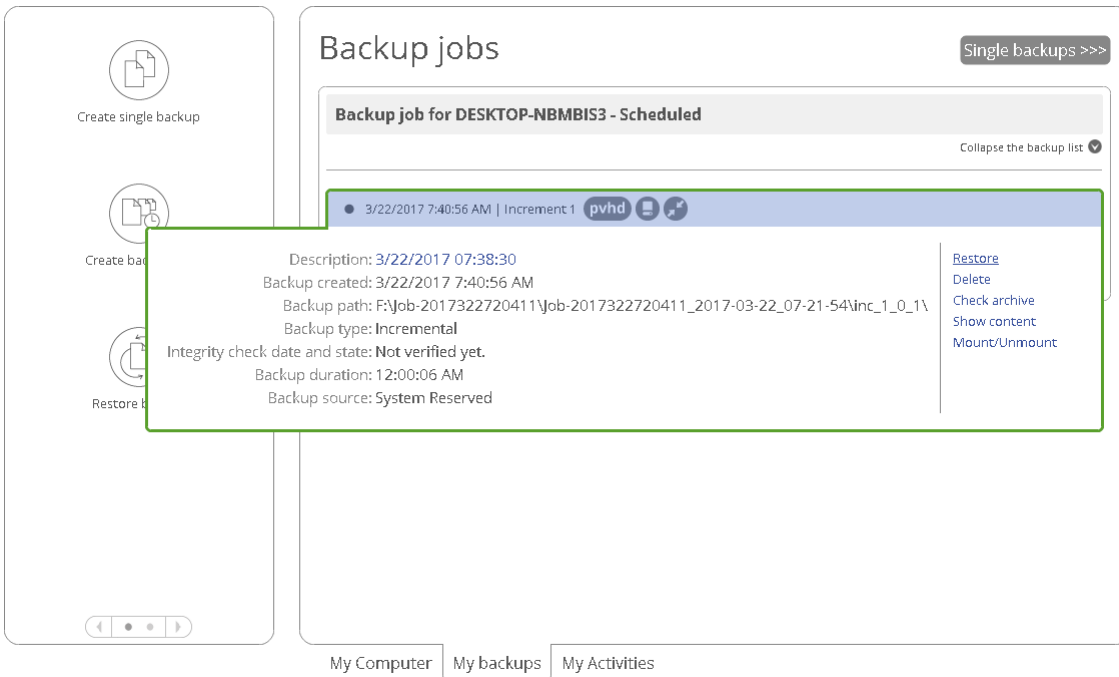 Create single backup
Create bac
Restore b
Backup jobs
Single backups >>>
Backup job for DESKTOP-NBMBIS3 - Scheduled
Collapse the backup list
3/22/2017 7:40:56 AM | Increment 1 pvhd
Description: 3/22/2017 07:38:30
Backup created: 3/22/2017 7:40:56 AM
Backup path: F:\Job-2017322720411\Job-2017322720411_2017-03-22_07-21-54\inc_1_0_1\
Backup type: Incremental
Integrity check date and state: Not verified yet.
Backup duration: 12:00:06 AM
Backup source: System Reserved
Restore
Delete
Check archive
Show content
Mount/Unmount
My Computer
My backups
My Activities